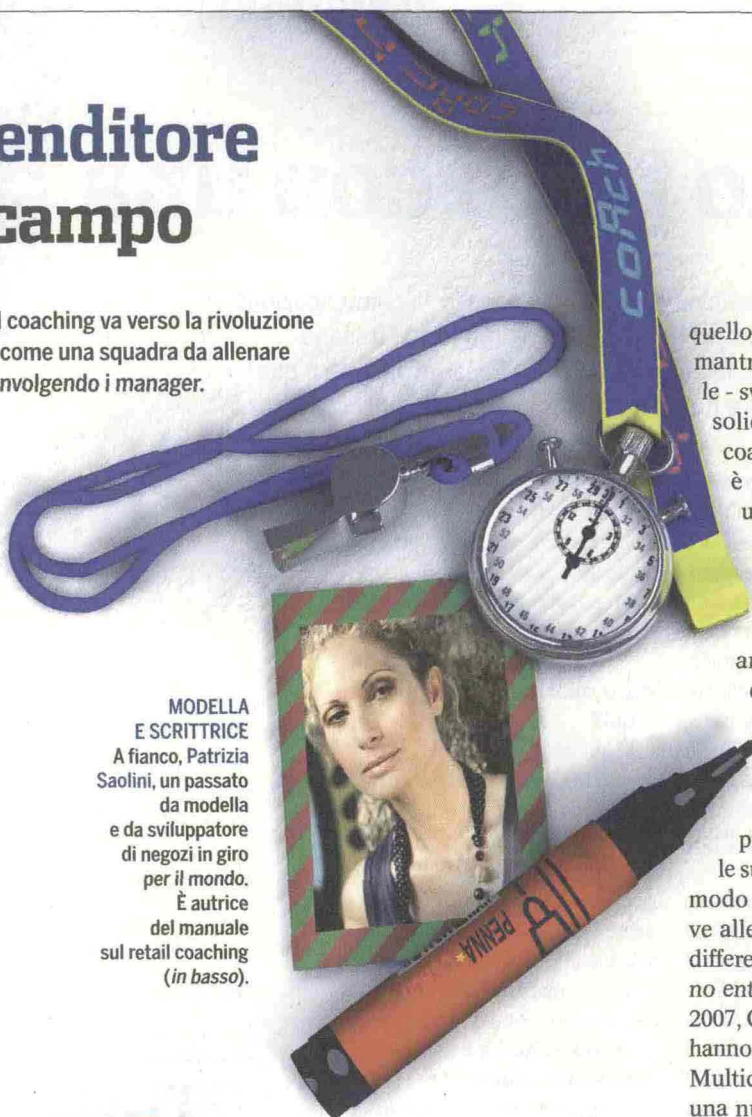 enditore
campo
l coaching va verso la rivoluzione
come una squadra da allenare
nvolgendo i manager.
coAch
coAch
MODELLA
E SCRITTRICE
A fianco, Patrizia
Saolini, un passato
da modella
e da sviluppatore
di negozi in giro
per il mondo.
È autrice
del manuale
sul retail coaching
(in basso).
PENNA
quello
mantr
le - sv
solid
coa
è
u
ar
p
le su
modo
ve alle
differe
no ent
2007, C
hanno
Multic
una n